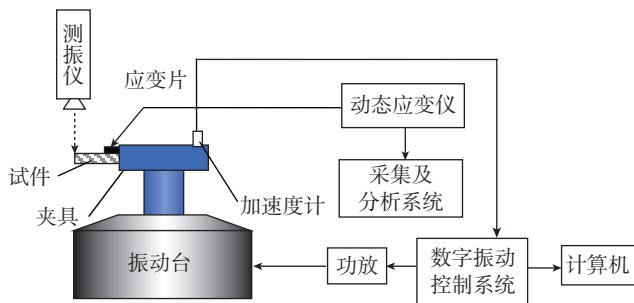 测
振
仪
应变片
动态应变仪
试件
采集及
分析系统
加速度计
夹具
振动台
功放
数字振动
控制系统
计算机